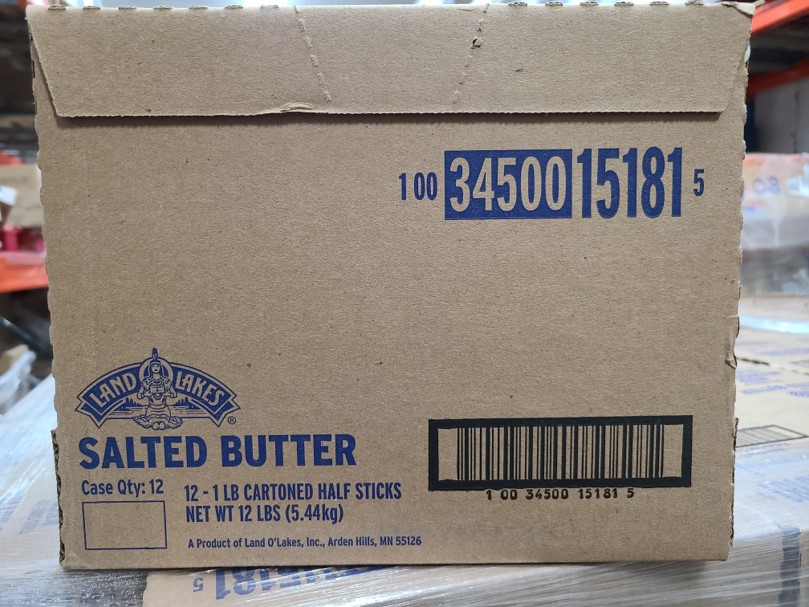 1 00 34500 15181 5
LAND O LAKES ®
SALTED BUTTER
Case Qty: 12
12 - 1 LB CARTONED HALF STICKS
NET WT 12 LBS (5.44kg)
A Product of Land O'Lakes, Inc., Arden Hills, MN 55126
1 00 34500 15181 5
15181 5